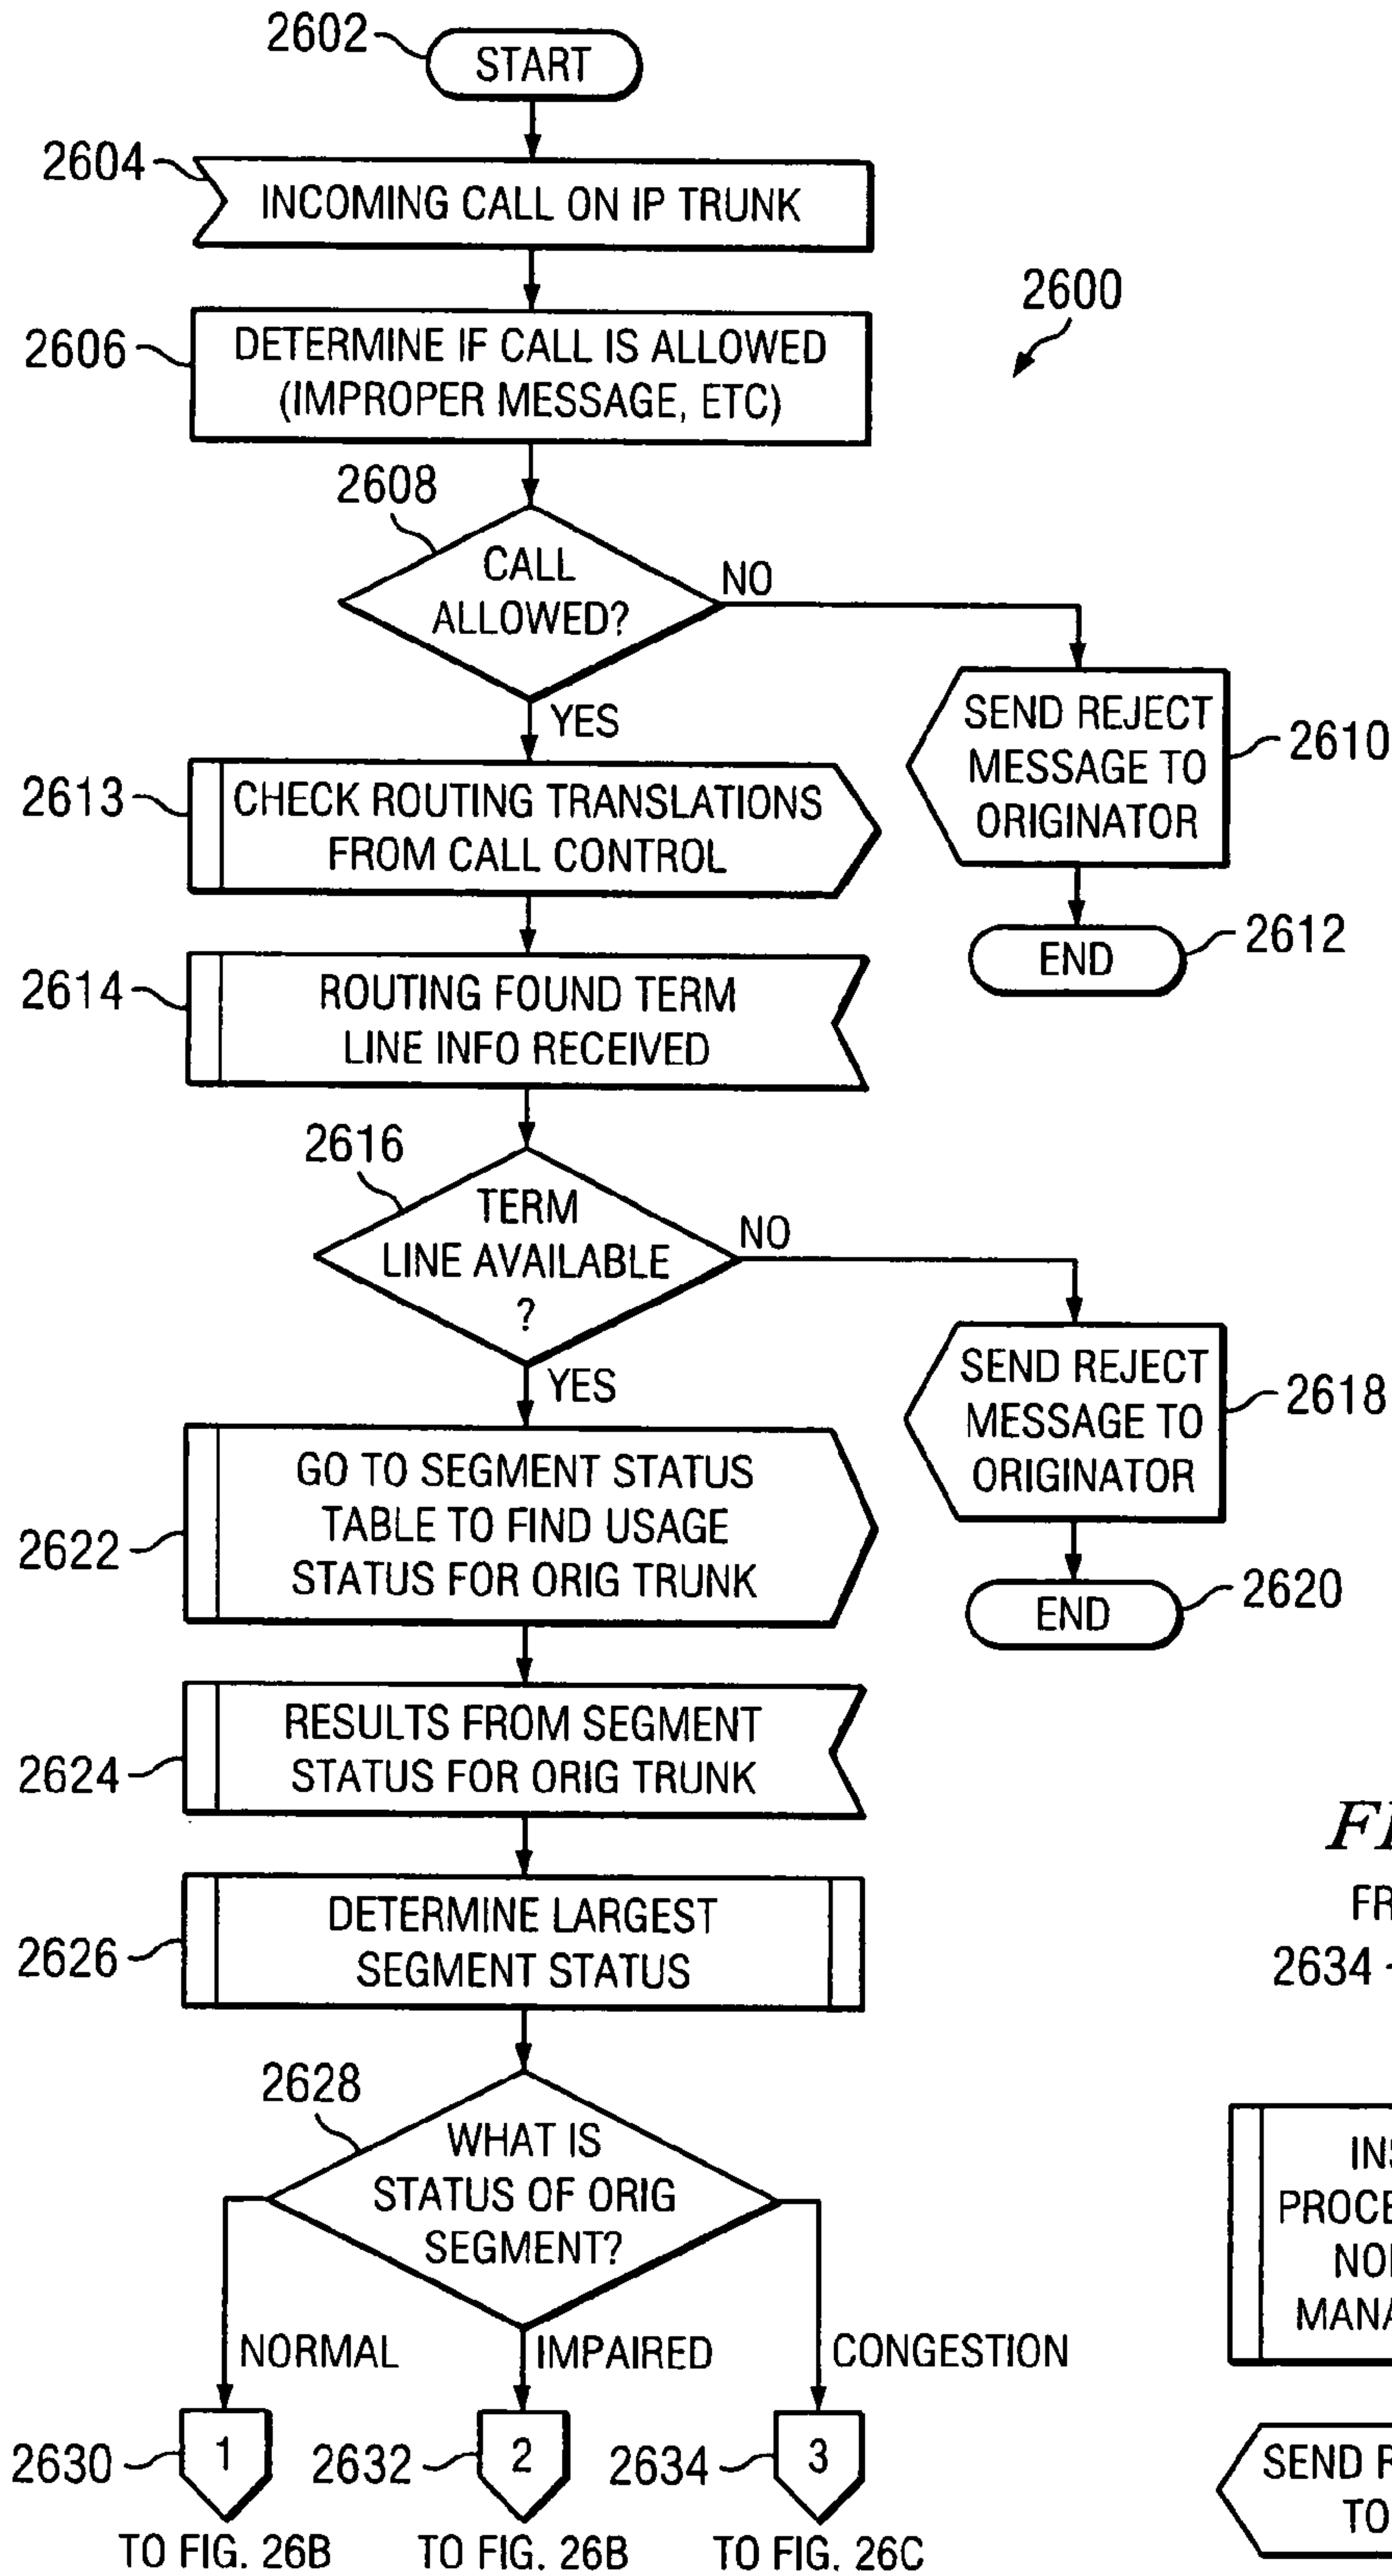 2602
START
2604
INCOMING CALL ON IP TRUNK
2600
2606
DETERMINE IF CALL IS ALLOWED
(IMPROPER MESSAGE, ETC)
2608
CALL
ALLOWED?
NO
YES
SEND REJECT
MESSAGE TO
ORIGINATOR
2610
END
2612
2613
CHECK ROUTING TRANSLATIONS
FROM CALL CONTROL
2614
ROUTING FOUND TERM
LINE INFO RECEIVED
2616
TERM
LINE AVAILABLE
?
NO
YES
SEND REJECT
MESSAGE TO
ORIGINATOR
2618
END
2620
2622
GO TO SEGMENT STATUS
TABLE TO FIND USAGE
STATUS FOR ORIG TRUNK
2624
RESULTS FROM SEGMENT
STATUS FOR ORIG TRUNK
2626
DETERMINE LARGEST
SEGMENT STATUS
2628
WHAT IS
STATUS OF ORIG
SEGMENT?
NORMAL
IMPAIRED
CONGESTION
2630
1
2632
2
2634
3
TO FIG. 26B
TO FIG. 26B
TO FIG. 26C
2634
SEND
TO